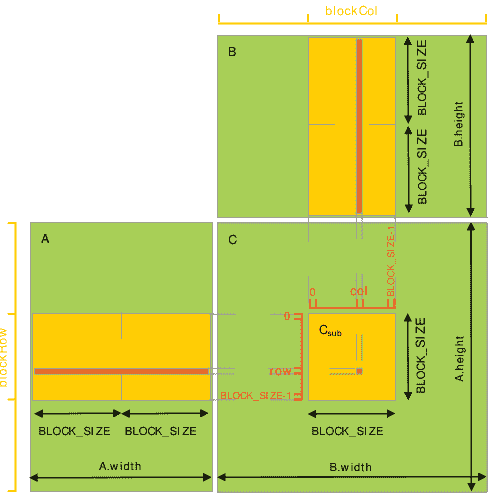 blockCol
B
BLOCK_SIZE
BLOCK_SIZE
B.height
A
C
BLOCK_SIZE-1
0
col
0
row
BLOCK_SIZE-1
Csub
BLOCK_SIZE
A.height
blockRow
BLOCK_SIZE
BLOCK_SIZE
BLOCK_SIZE
A.width
B.width